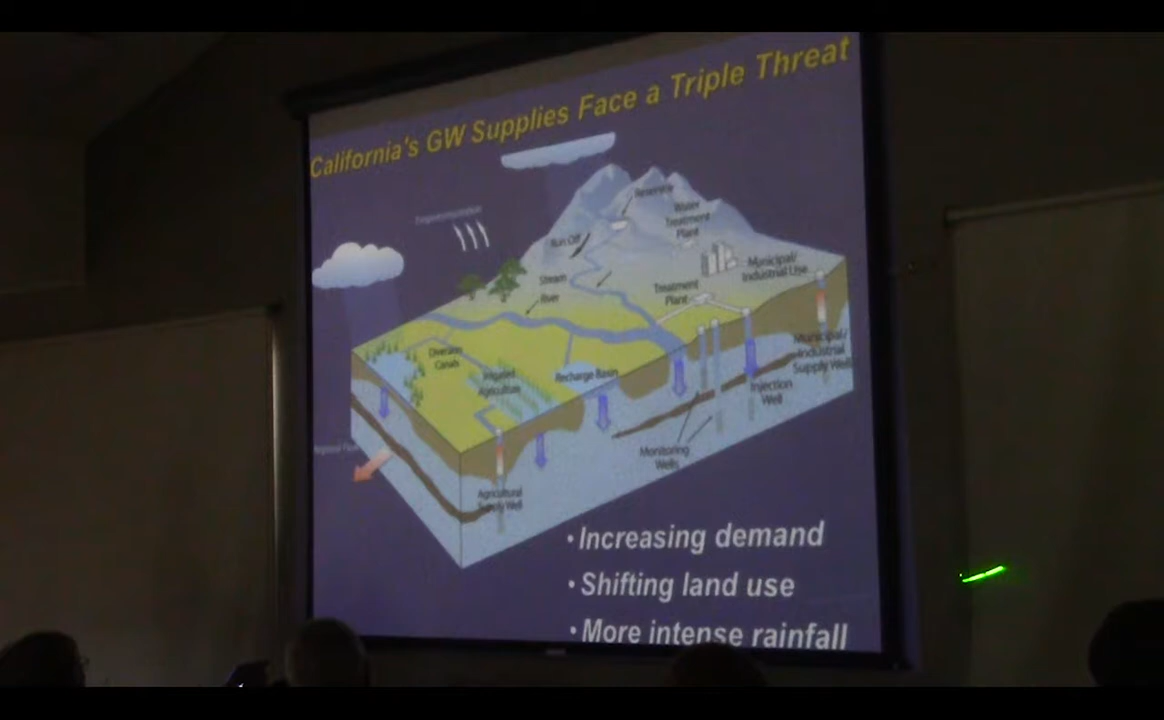 California's GW Supplies Face a Triple Threat
Reservoir
Water
Treatment
Plant
Run Off
Municipal/
Industrial Use
Stream
River
Treatment
Plant
Diversion
Canals
Irrigated
Agriculture
Recharge Basin
Municipal/
Industrial
Supply Well
Injection
Well
Monitoring
Wells
Agricultural
Supply Well
• Increasing demand
• Shifting land use
• More intense rainfall